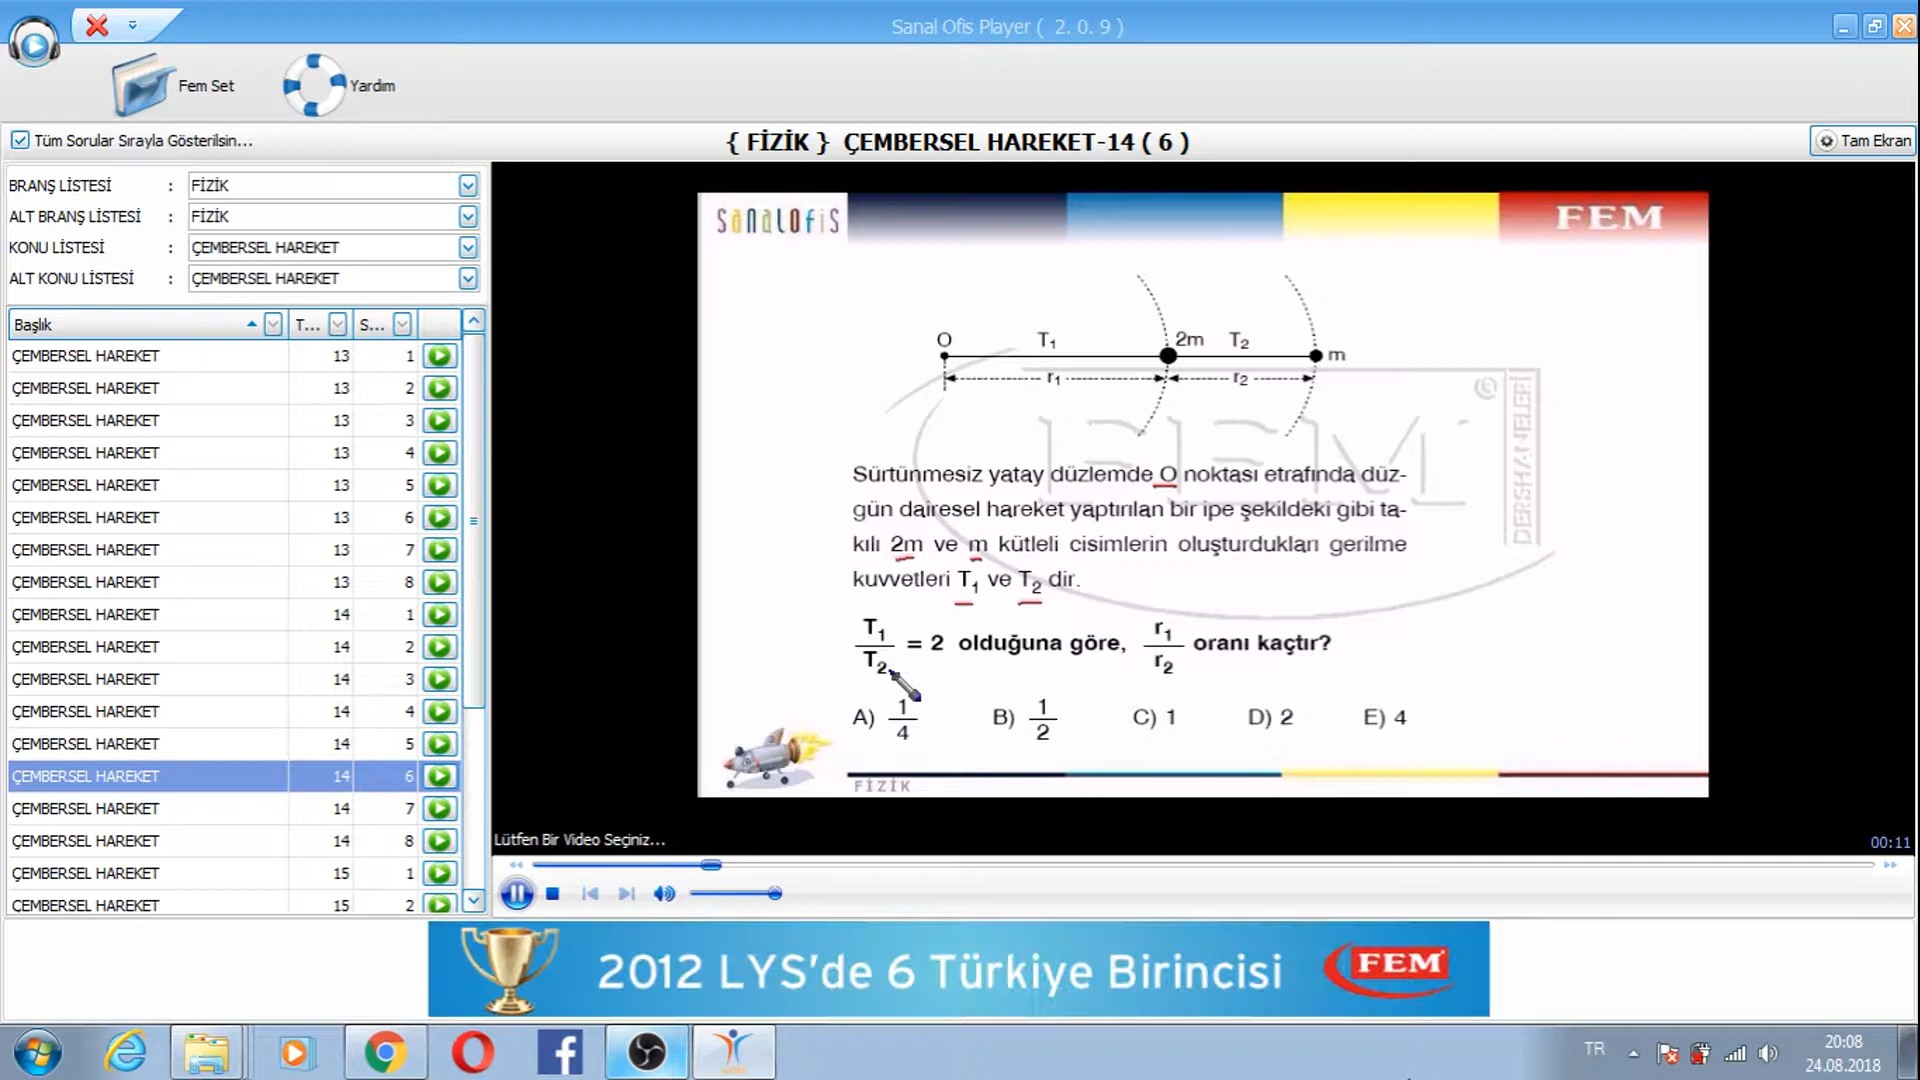 Sanal Ofis Player ( 2. 0. 9 )
Fem Set
Yardım
Tüm Sorular Sırayla Gösterilsin...
{ FİZİK } ÇEMBERSEL HAREKET-14 ( 6 )
Tam Ekran
BRANŞ LİSTESİ : FİZİK
ALT BRANŞ LİSTESİ : FİZİK
KONU LİSTESİ : ÇEMBERSEL HAREKET
ALT KONU LİSTESİ : ÇEMBERSEL HAREKET
Başlık T... S...
ÇEMBERSEL HAREKET 13 1
ÇEMBERSEL HAREKET 13 2
ÇEMBERSEL HAREKET 13 3
ÇEMBERSEL HAREKET 13 4
ÇEMBERSEL HAREKET 13 5
ÇEMBERSEL HAREKET 13 6
ÇEMBERSEL HAREKET 13 7
ÇEMBERSEL HAREKET 13 8
ÇEMBERSEL HAREKET 14 1
ÇEMBERSEL HAREKET 14 2
ÇEMBERSEL HAREKET 14 3
ÇEMBERSEL HAREKET 14 4
ÇEMBERSEL HAREKET 14 5
ÇEMBERSEL HAREKET 14 6
ÇEMBERSEL HAREKET 14 7
ÇEMBERSEL HAREKET 14 8
ÇEMBERSEL HAREKET 15 1
ÇEMBERSEL HAREKET 15 2
sanalofis
FEM
O T₁ 2m T₂ m
r₁ r₂
FEM
©
DERSHANELERİ
Sürtünmesiz yatay düzlemde O noktası etrafında düz-
gün dairesel hareket yaptırılan bir ipe şekildeki gibi ta-
kılı 2m ve m kütleli cisimlerin oluşturdukları gerilme
kuvvetleri T₁ ve T₂ dir.
T₁/T₂ = 2 olduğuna göre, r₁/r₂ oranı kaçtır?
A) 1/4 B) 1/2 C) 1 D) 2 E) 4
FİZİK
Lütfen Bir Video Seçiniz...
00:11
2012 LYS'de 6 Türkiye Birincisi
FEM
TR
20:08
24.08.2018